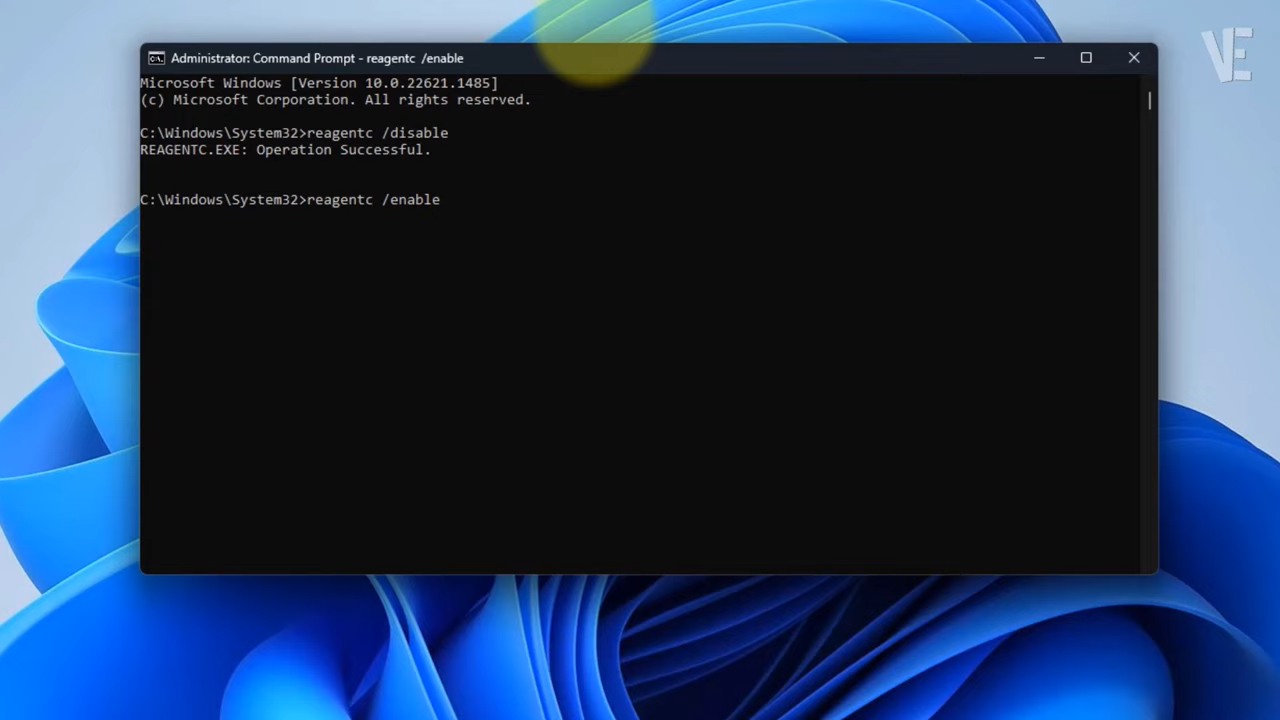 Administrator: Command Prompt - reagentc  /enable
Microsoft Windows [Version 10.0.22621.1485]
(c) Microsoft Corporation. All rights reserved.
C:\Windows\System32>reagentc /disable
REAGENTC.EXE: Operation Successful.
C:\Windows\System32>reagentc /enable
VE